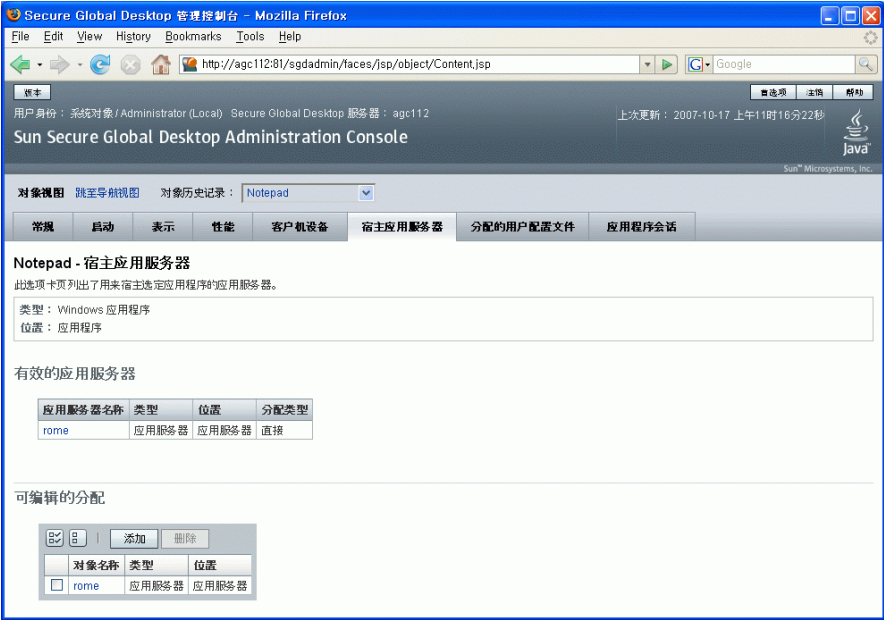 Secure Global Desktop 管理控制台 - Mozilla Firefox
File Edit View History Bookmarks Tools Help
http://agc112:81/sgdadmin/faces/jsp/object/Content.jsp
G Google
版本 首选项 注销 帮助
用户身份： 系统对象 / Administrator (Local) Secure Global Desktop 服务器： agc112
上次更新： 2007-10-17 上午11时16分22秒
Sun Secure Global Desktop Administration Console
Java™
Sun™ Microsystems, Inc.
对象视图 跳至导航视图 对象历史记录： Notepad
常规 启动 表示 性能 客户机设备 宿主应用服务器 分配的用户配置文件 应用程序会话
Notepad - 宿主应用服务器
此选项卡页列出了用来宿主选定应用程序的应用服务器。
类型： Windows 应用程序
位置： 应用程序
有效的应用服务器
应用服务器名称 类型 位置 分配类型
rome 应用服务器 应用服务器 直接
可编辑的分配
添加 删除
对象名称 类型 位置
rome 应用服务器 应用服务器